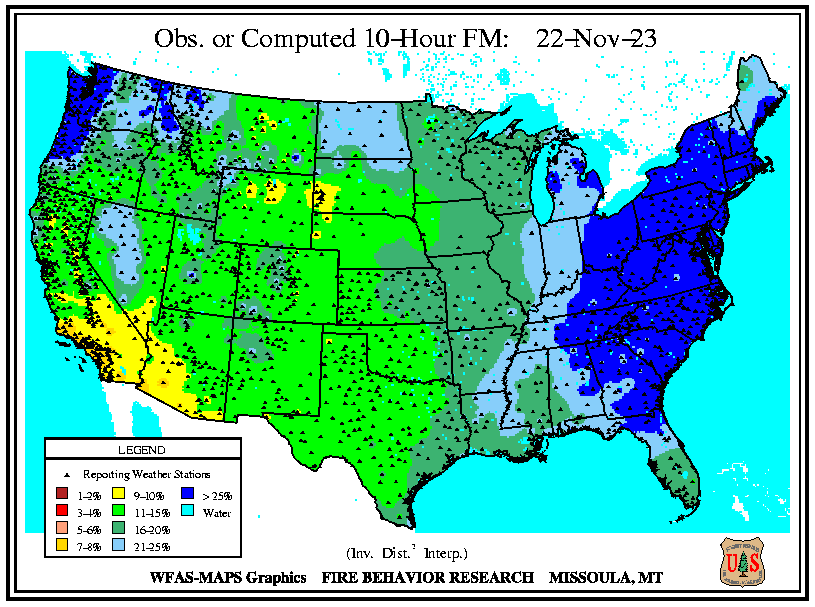 Obs. or Computed 10-Hour FM: 22-Nov-23
LEGEND
Reporting Weather Stations
1-2% 9-10% > 25%
3-4% 11-15% Water
5-6% 16-20%
7-8% 21-25%
(Inv. Dist.² Interp.)
WFAS-MAPS Graphics FIRE BEHAVIOR RESEARCH MISSOULA, MT
U S